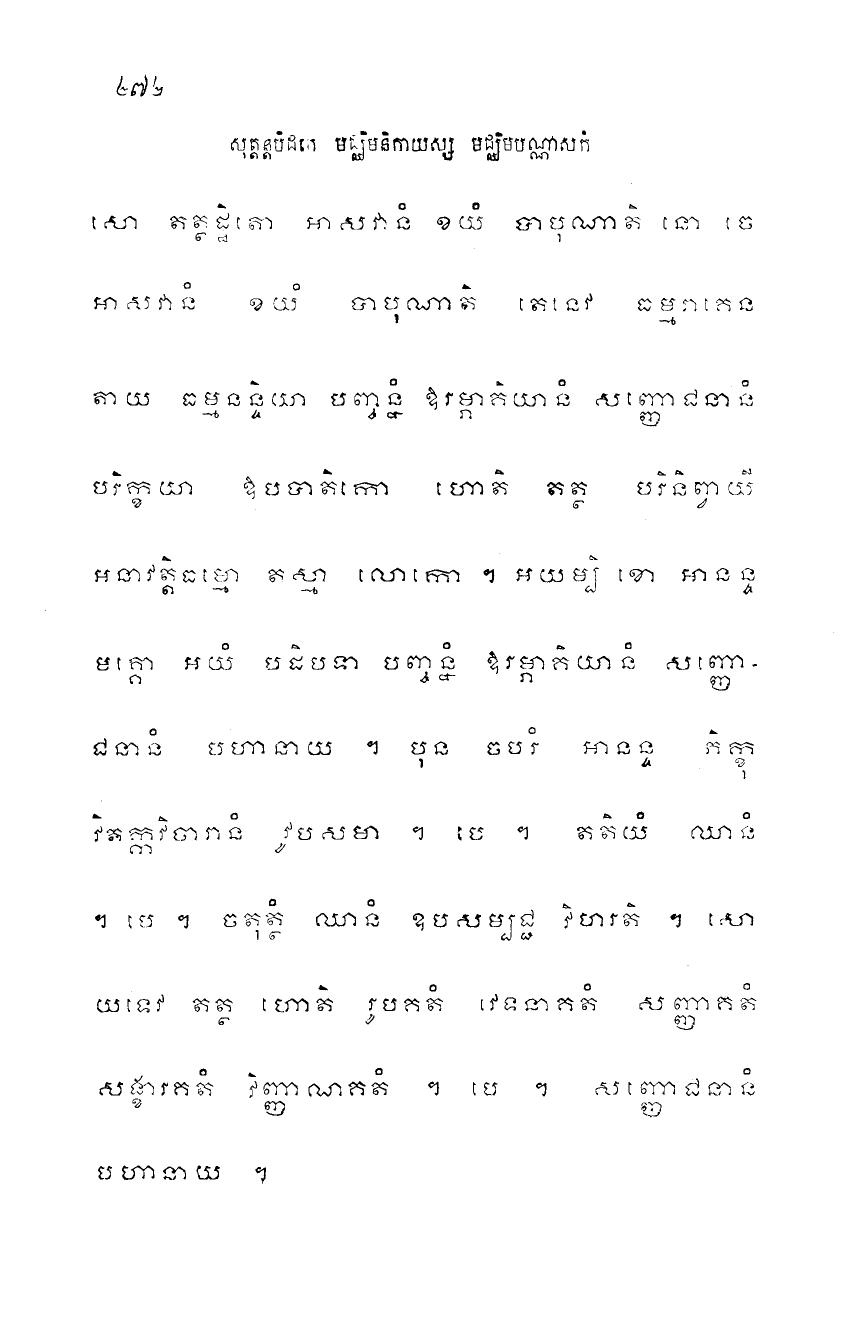 ៤៧៤
សុត្តន្តបិដកេ មជ្ឈិមនិកាយស្ស មជ្ឈិមបណ្ណាសកំ
សោ តត្ថដ្ឋិតោ អាសវានំ ខយំ បាបុណាតិ នោ ចេ
អាសវានំ ខយំ បាបុណាតិ តេនេវ ធម្មរាគេន
តាយ ធម្មនន្ទិយា បញ្ចន្នំ ឱរម្ភាគិយានំ សញ្ញោជនានំ
បរិក្ខយា ឱបបាតិកោ ហោតិ តត្ថ បរិនិព្វាយី
អនាវត្តិធម្មោ តស្មា លោកា ។ អយម្បិ ខោ អានន្ទ
មគ្គោ អយំ បដិបទា បញ្ចន្នំ ឱរម្ភាគិយានំ សញ្ញោ-
ជនានំ បហានាយ ។ បុន ចបរំ អានន្ទ ភិក្ខុ
វិតក្កវិចារានំ វូបសមា ។ បេ ។ តតិយំ ឈានំ
។ បេ ។ ចតុត្ថំ ឈានំ ឧបសម្បជ្ជ វិហរតិ ។ សោ
យទេវ តត្ថ ហោតិ រូបគតំ វេទនាគតំ សញ្ញាគតំ
សង្ខារគតំ វិញ្ញាណគតំ ។ បេ ។ សញ្ញោជនានំ
បហានាយ ។